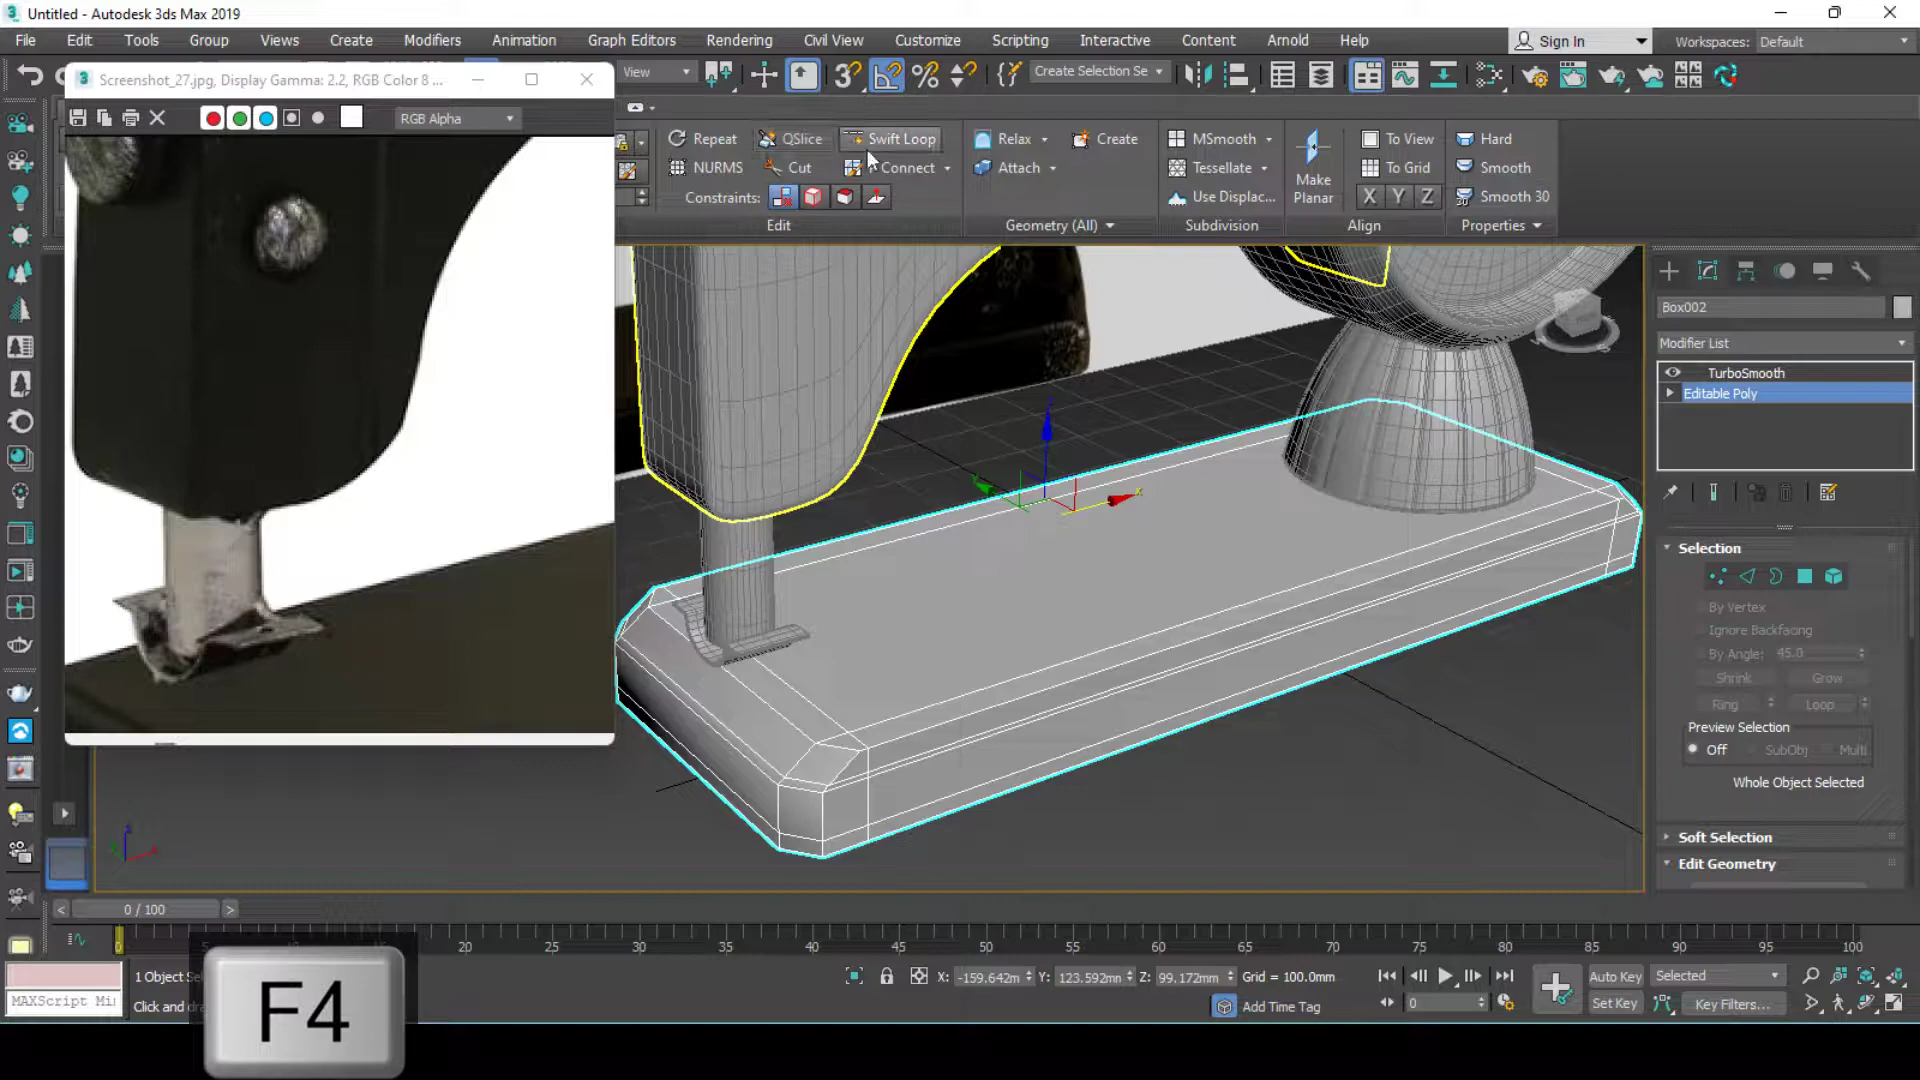 Untitled - Autodesk 3ds Max 2019
File Edit Tools Group Views Create Modifiers Animation Graph Editors Rendering Civil View Customize Scripting Interactive Content Arnold Help
Sign In
Workspaces: Default
Screenshot_27.jpg, Display Gamma: 2.2, RGB Color 8 ...
RGB Alpha
View
Create Selection Se
Repeat QSlice Swift Loop
NURMS Cut Connect
Constraints:
Edit
Relax Create
Attach
Geometry (All)
MSmooth
Tessellate
Use Displac...
Subdivision
Make Planar
To View
To Grid
X Y Z
Align
Hard
Smooth
Smooth 30
Properties
Box002
Modifier List
TurboSmooth
Editable Poly
Selection
By Vertex
Ignore Backfacing
By Angle: 45.0
Shrink Grow
Ring Loop
Preview Selection
Off SubObj Multi
Whole Object Selected
Soft Selection
Edit Geometry
0 / 100
0 20 25 30 35 40 45 50 55 60 65 70 75 80 85 90 95 100
1 Object Se
Click and
MAXScript Mi
X: -159.642m Y: 123.592mm Z: 99.172mm Grid = 100.0mm
Add Time Tag
0
Auto Key Selected
Set Key Key Filters...
F4